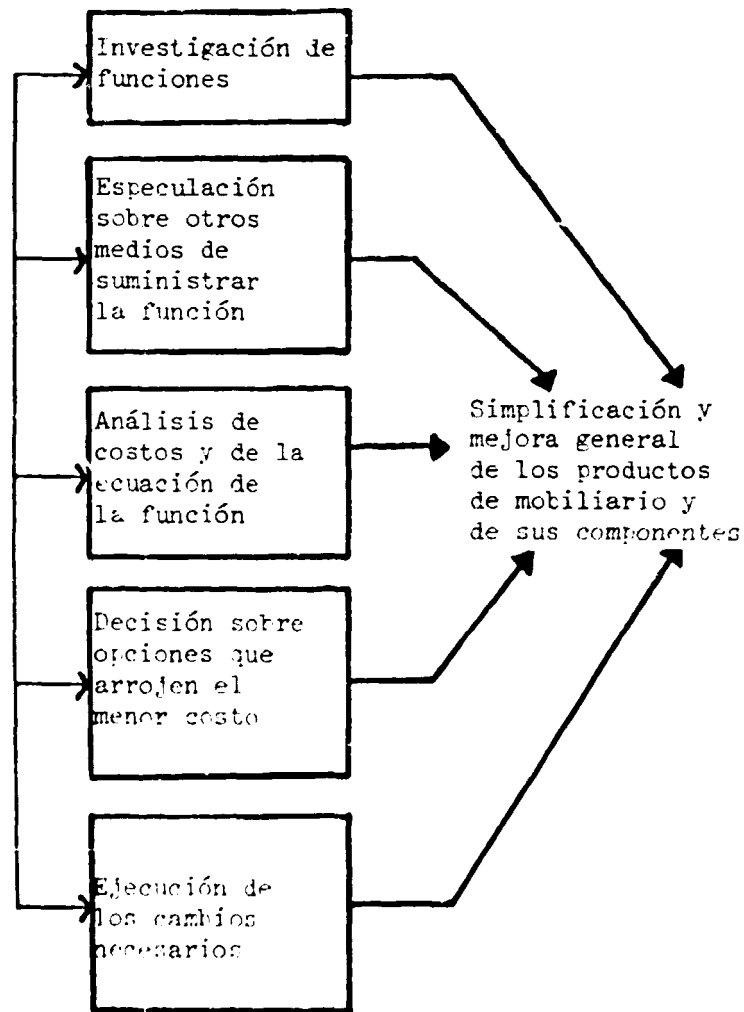 Investigación de
funciones
Especulación
sobre otros
medios de
suministrar
la función
Análisis de
costos y de la
ecuación de
la función
Decisión sobre
opciones que
arrojen el
menor costo
Ejecución de
los cambios
necesarios
Simplificación y
mejora general
de los productos
de mobiliario y
de sus componentes